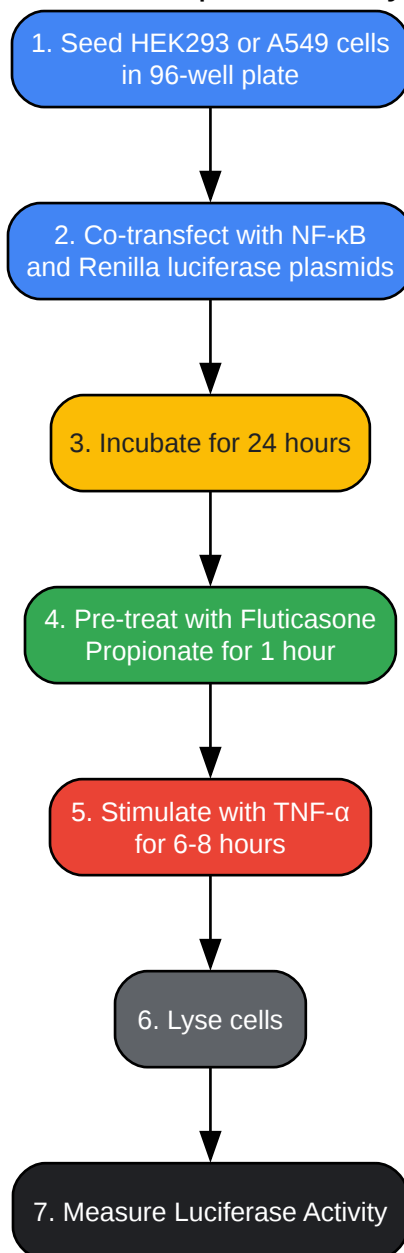 1. Seed HEK293 or A549 cells
in 96-well plate
2. Co-transfect with NF-κB
and Renilla luciferase plasmids
3. Incubate for 24 hours
4. Pre-treat with Fluticasone
Propionate for 1 hour
5. Stimulate with TNF-α
for 6-8 hours
6. Lyse cells
7. Measure Luciferase Activity